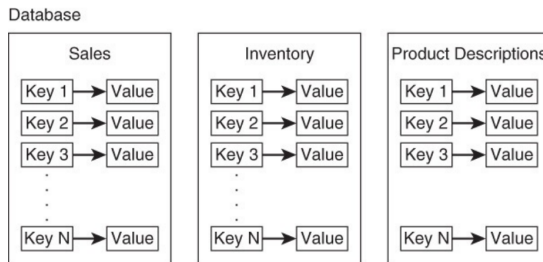 Database
Sales
Key 1 Value
Key 2 Value
Key 3 Value
Key N Value
Inventory
Key 1 Value
Key 2 Value
Key 3 Value
Key N Value
Product Descriptions
Key 1 Value
Key 2 Value
Key 3 Value
Key N Value